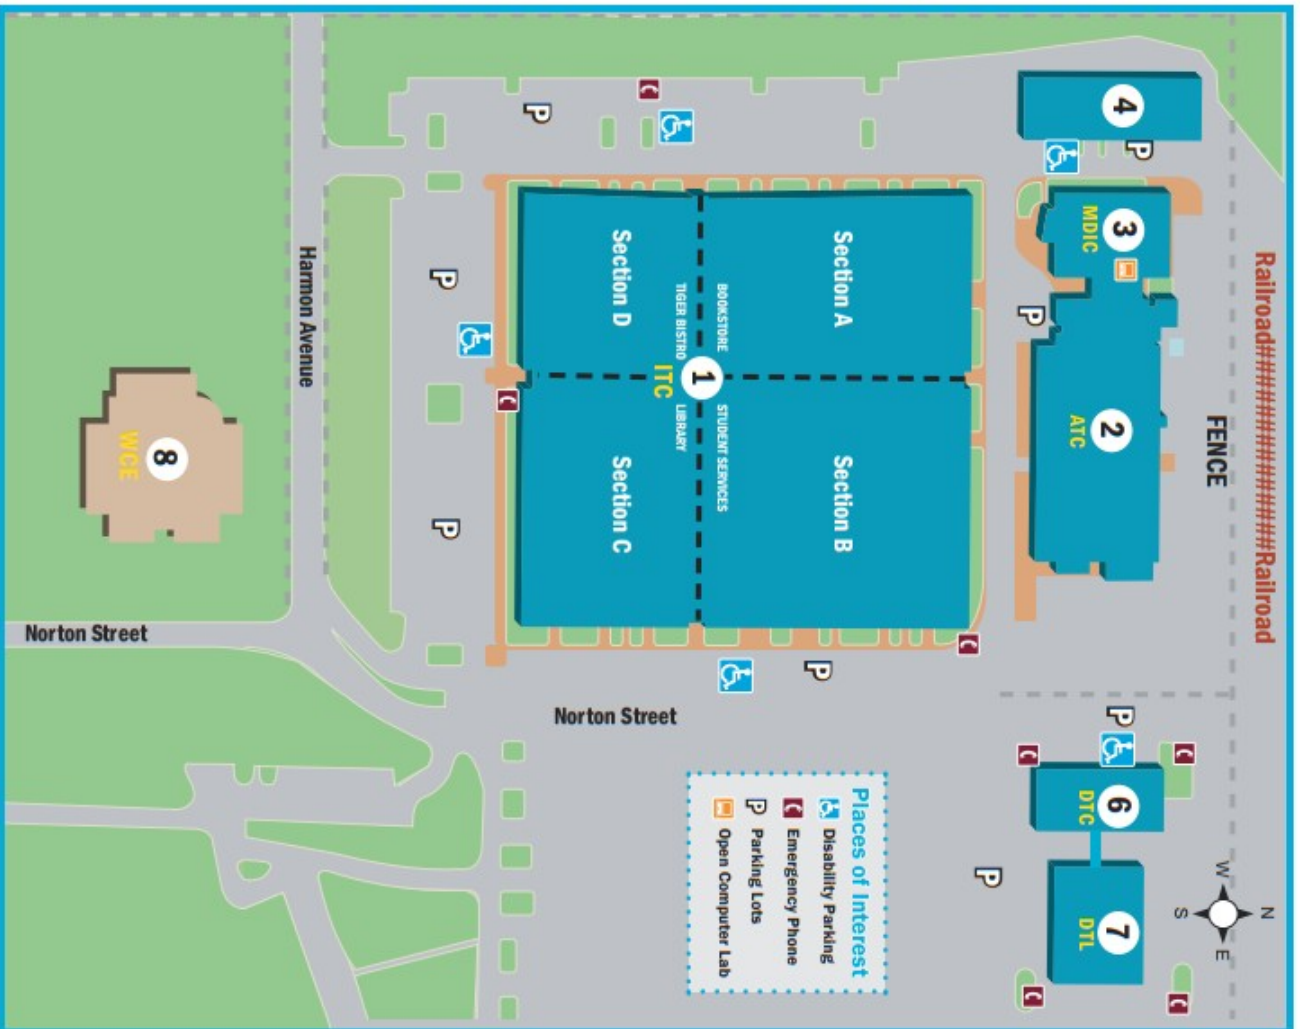 Railroad##############Railroad
FENCE
4
3
MDIC
2
ATC
Section A
Section B
BOOKSTORE
STUDENT SERVICES
1
ITC
TIGER BISTRO
LIBRARY
Section D
Section C
P
P
P
P
P
P
P
P
N
W
E
S
6
DTC
7
DTL
Norton Street
Places of Interest
Disability Parking
Emergency Phone
P Parking Lots
Open Computer Lab
Harmon Avenue
8
WCE
Norton Street